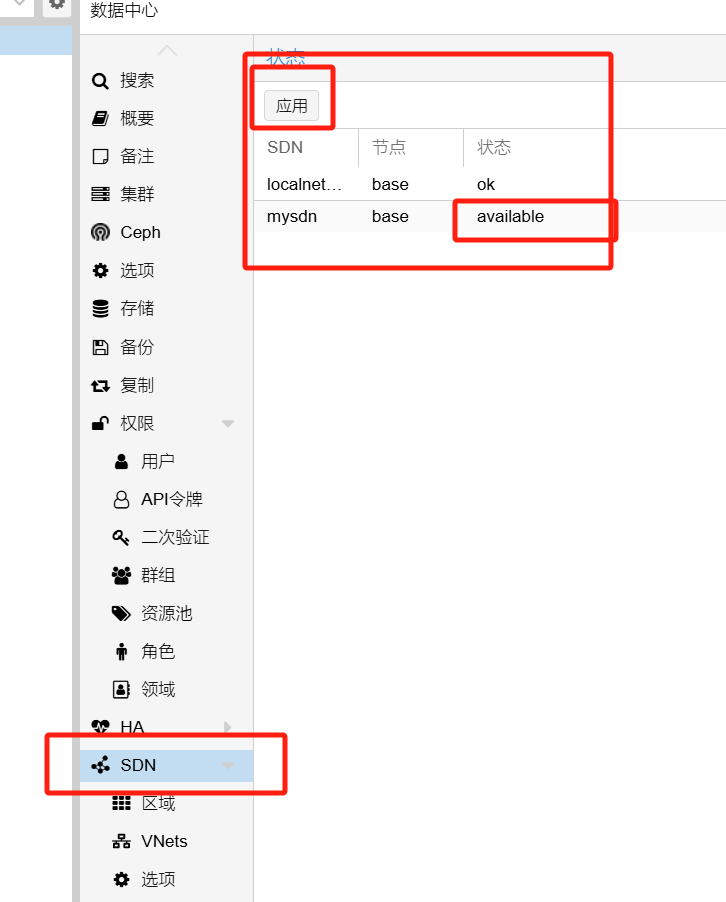 数据中心
搜索
概要
备注
集群
Ceph
选项
存储
备份
复制
权限
用户
API令牌
二次验证
群组
资源池
角色
领域
HA
SDN
区域
VNets
选项
状态
应用
SDN 节点 状态
localnet... base ok
mysdn base available